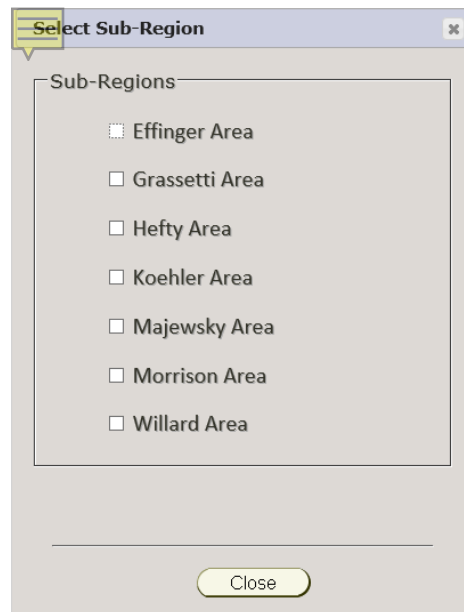 Select Sub-Region
Sub-Regions
Effinger Area
Grassetti Area
Hefty Area
Koehler Area
Majewsky Area
Morrison Area
Willard Area
Close